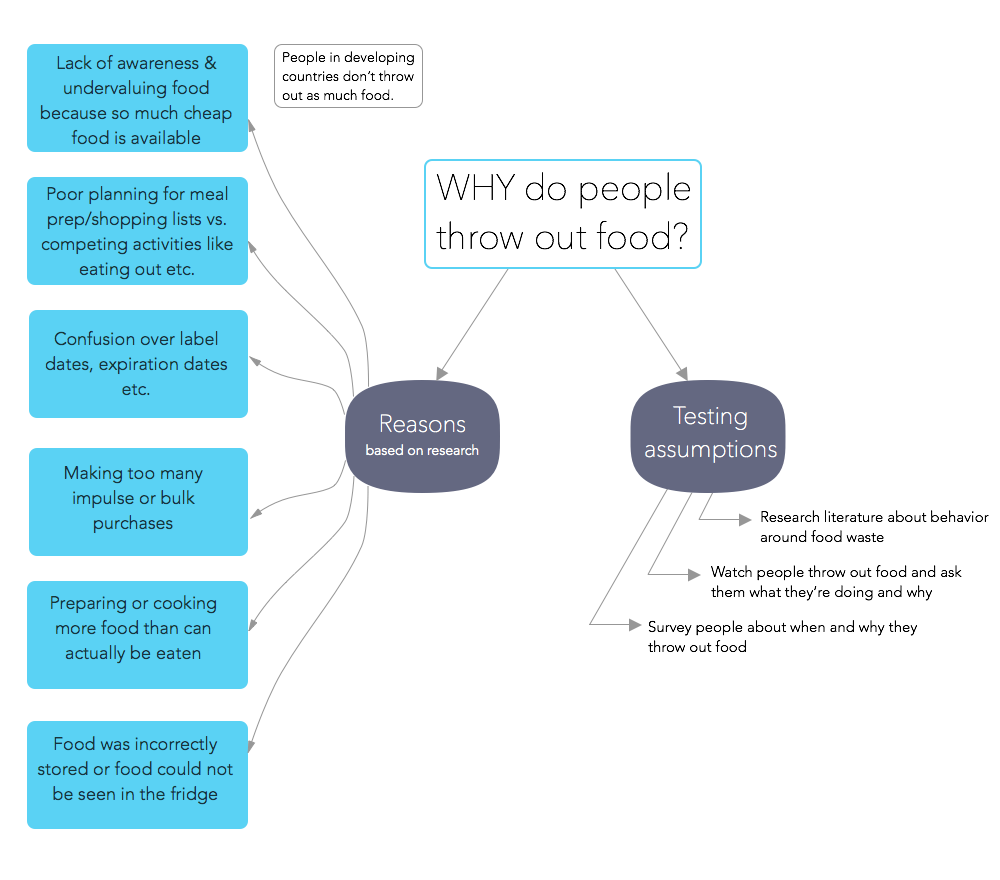 WHY do people
throw out food?
Reasons
based on research
Lack of awareness &
undervaluing food
because so much cheap
food is available
People in developing
countries don’t throw
out as much food.
Poor planning for meal
prep/shopping lists vs.
competing activities like
eating out etc.
Confusion over label
dates, expiration dates
etc.
Making too many
impulse or bulk
purchases
Preparing or cooking
more food than can
actually be eaten
Food was incorrectly
stored or food could not
be seen in the fridge
Testing
assumptions
Research literature about behavior
around food waste
Watch people throw out food and ask
them what they’re doing and why
Survey people about when and why they
throw out food